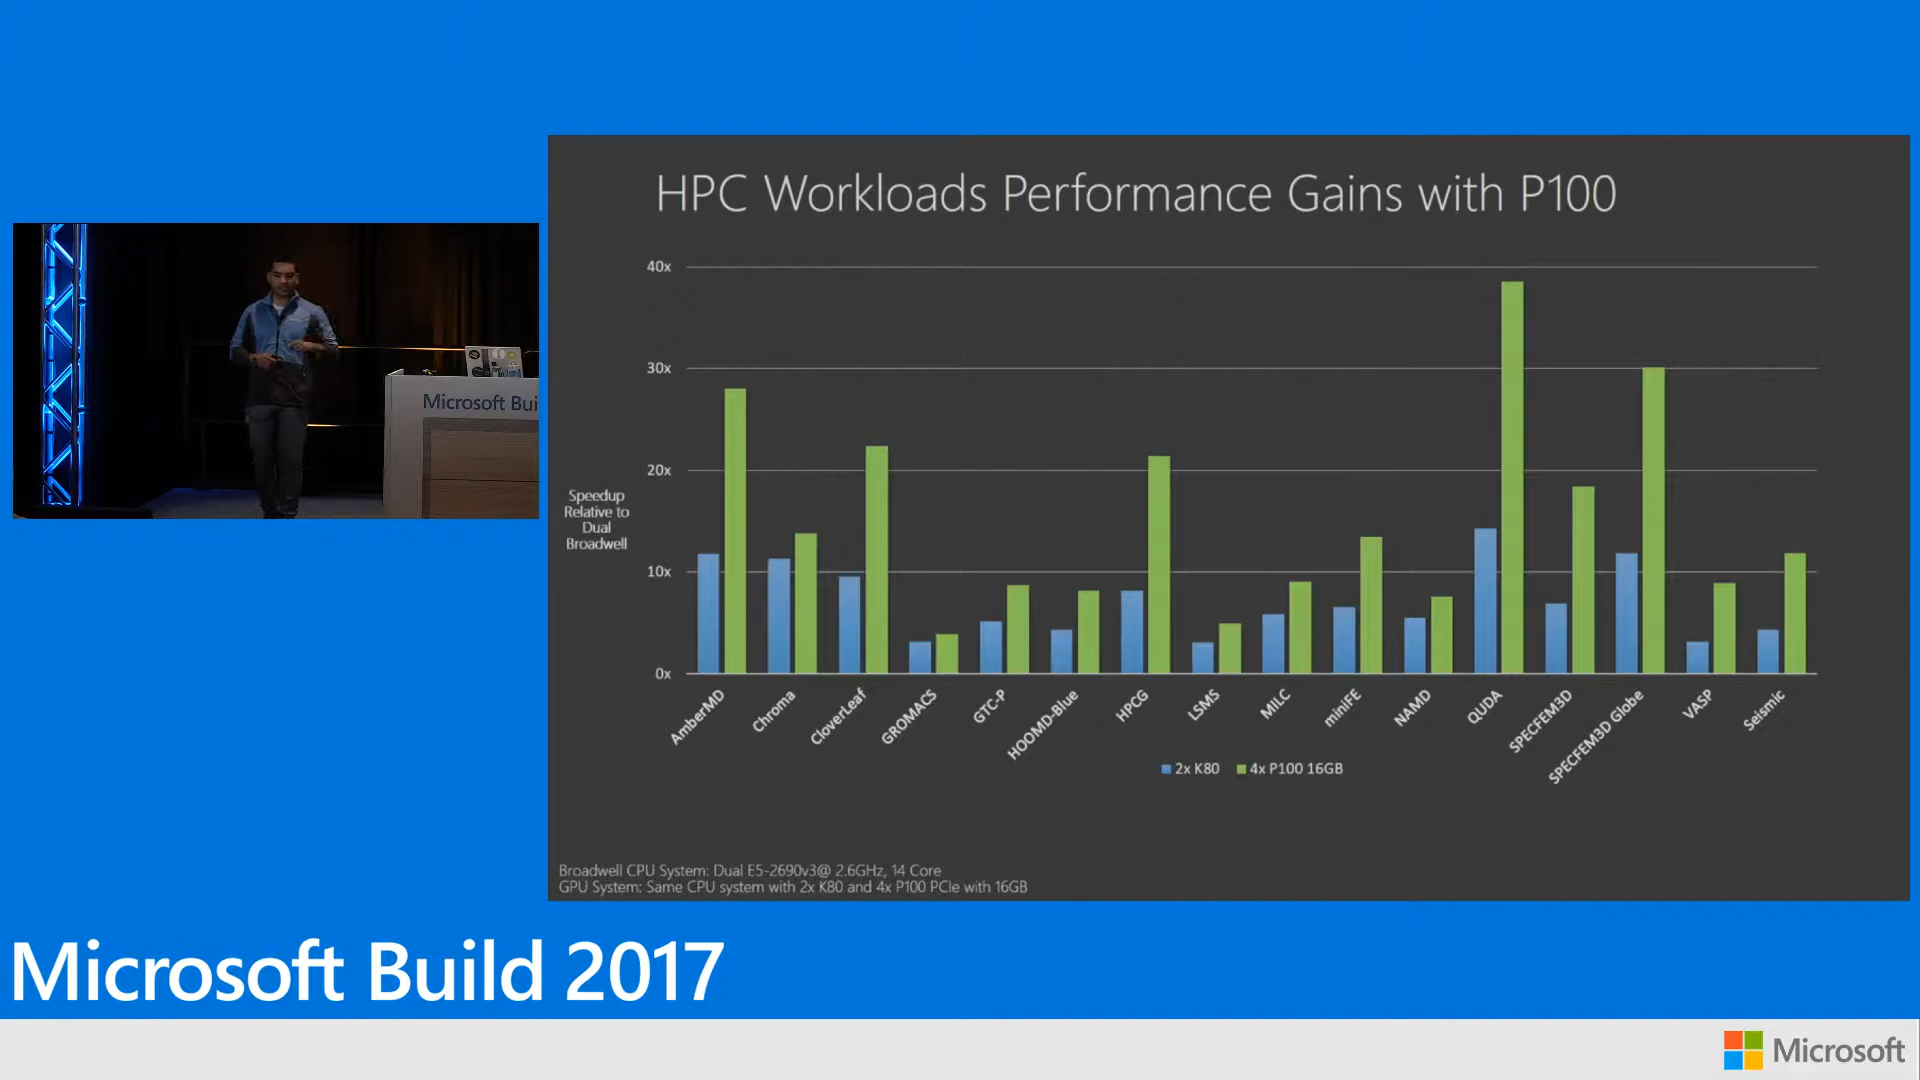 HPC Workloads Performance Gains with P100
40x
30x
20x
10x
0x
Speedup
Relative to
Dual
Broadwell
AmberMD
Chroma
CloverLeaf
GROMACS
GTC-P
HOOMD-Blue
HPCG
LSMS
MILC
miniFE
NAMD
QUDA
SPECFEM3D
SPECFEM3D Globe
VASP
Seismic
2x K80
4x P100 16GB
Broadwell CPU System: Dual E5-2690v3@ 2.6GHz, 14 Core
GPU System: Same CPU system with 2x K80 and 4x P100 PCIe with 16GB
Microsoft Bui
Microsoft Build 2017
Microsoft